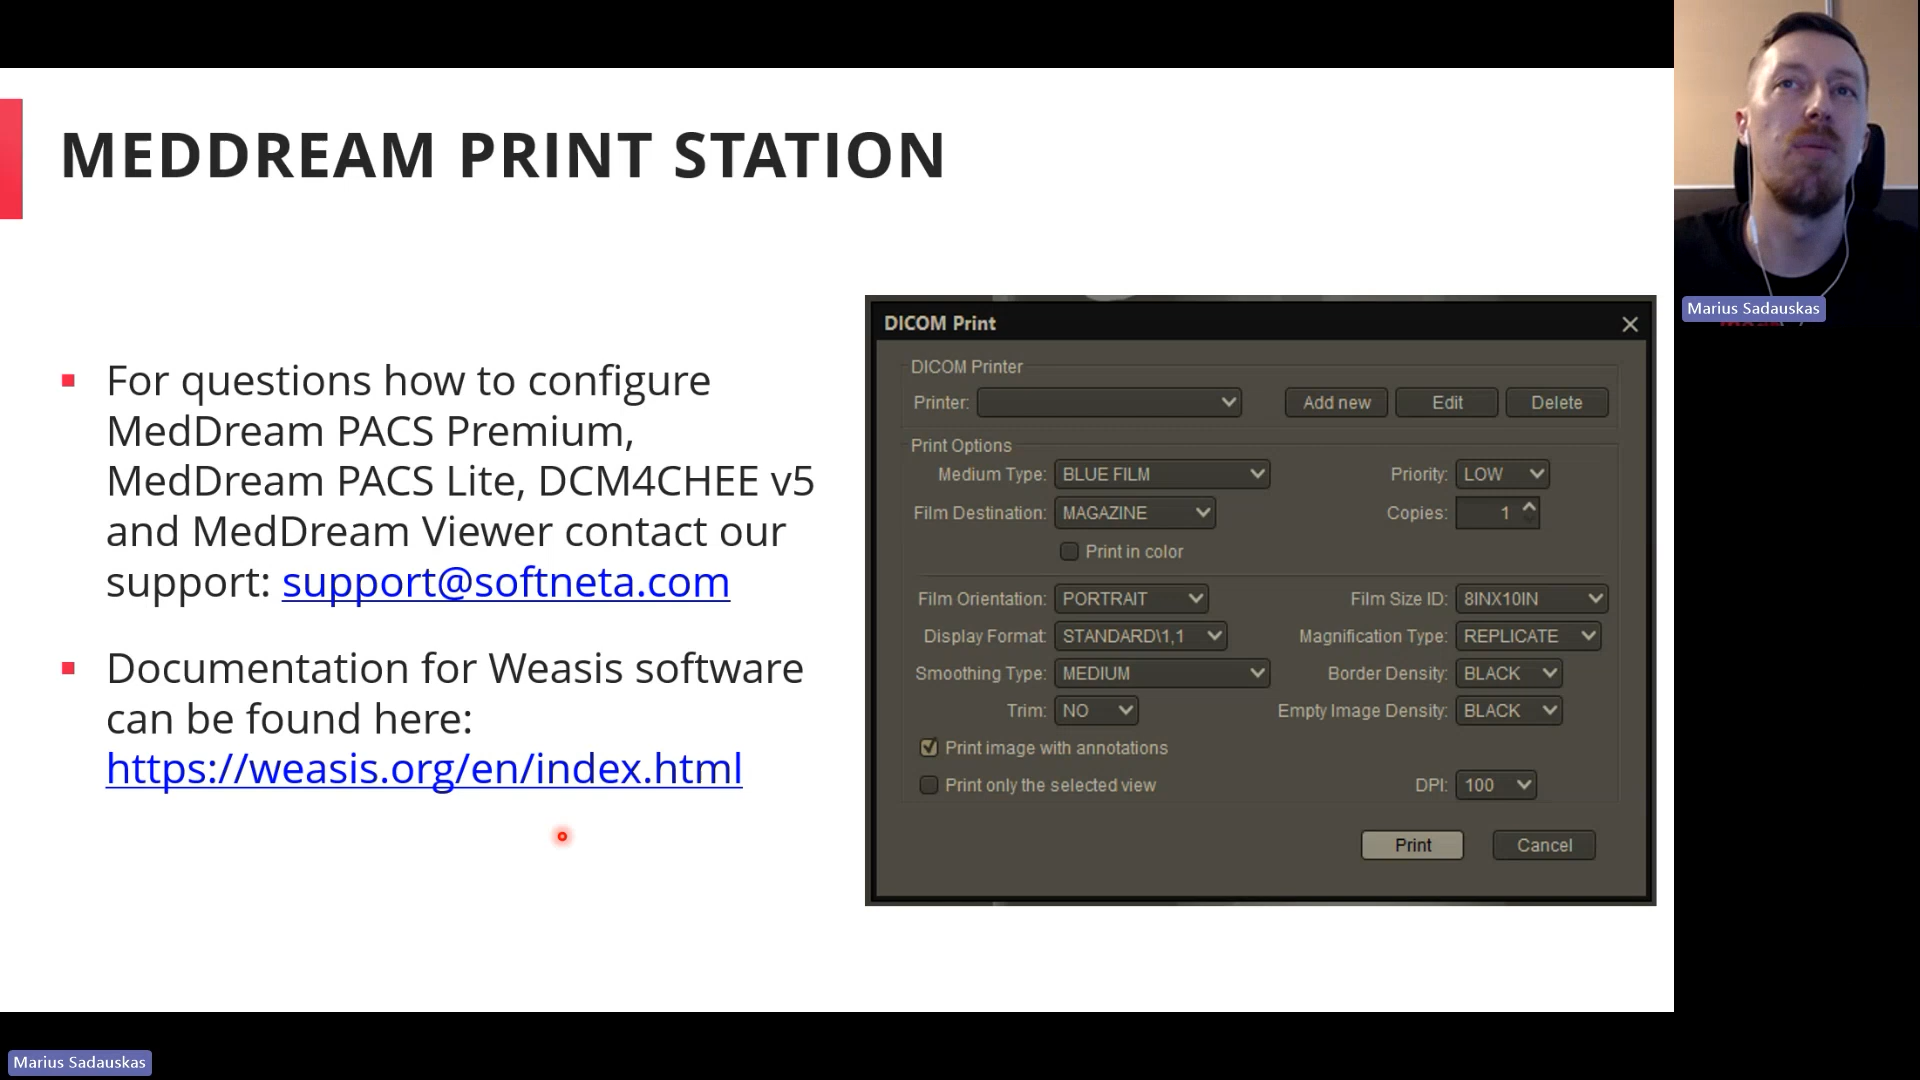 MEDDREAM PRINT STATION
For questions how to configure
MedDream PACS Premium,
MedDream PACS Lite, DCM4CHEE v5
and MedDream Viewer contact our
support: support@softneta.com
Documentation for Weasis software
can be found here:
https://weasis.org/en/index.html
DICOM Print
DICOM Printer
Printer:
Add new
Edit
Delete
Print Options
Medium Type: BLUE FILM
Priority: LOW
Film Destination: MAGAZINE
Copies: 1
Print in color
Film Orientation: PORTRAIT
Film Size ID: 8INX10IN
Display Format: STANDARD\1,1
Magnification Type: REPLICATE
Smoothing Type: MEDIUM
Border Density: BLACK
Trim: NO
Empty Image Density: BLACK
Print image with annotations
Print only the selected view
DPI: 100
Print
Cancel
Marius Sadauskas
Marius Sadauskas